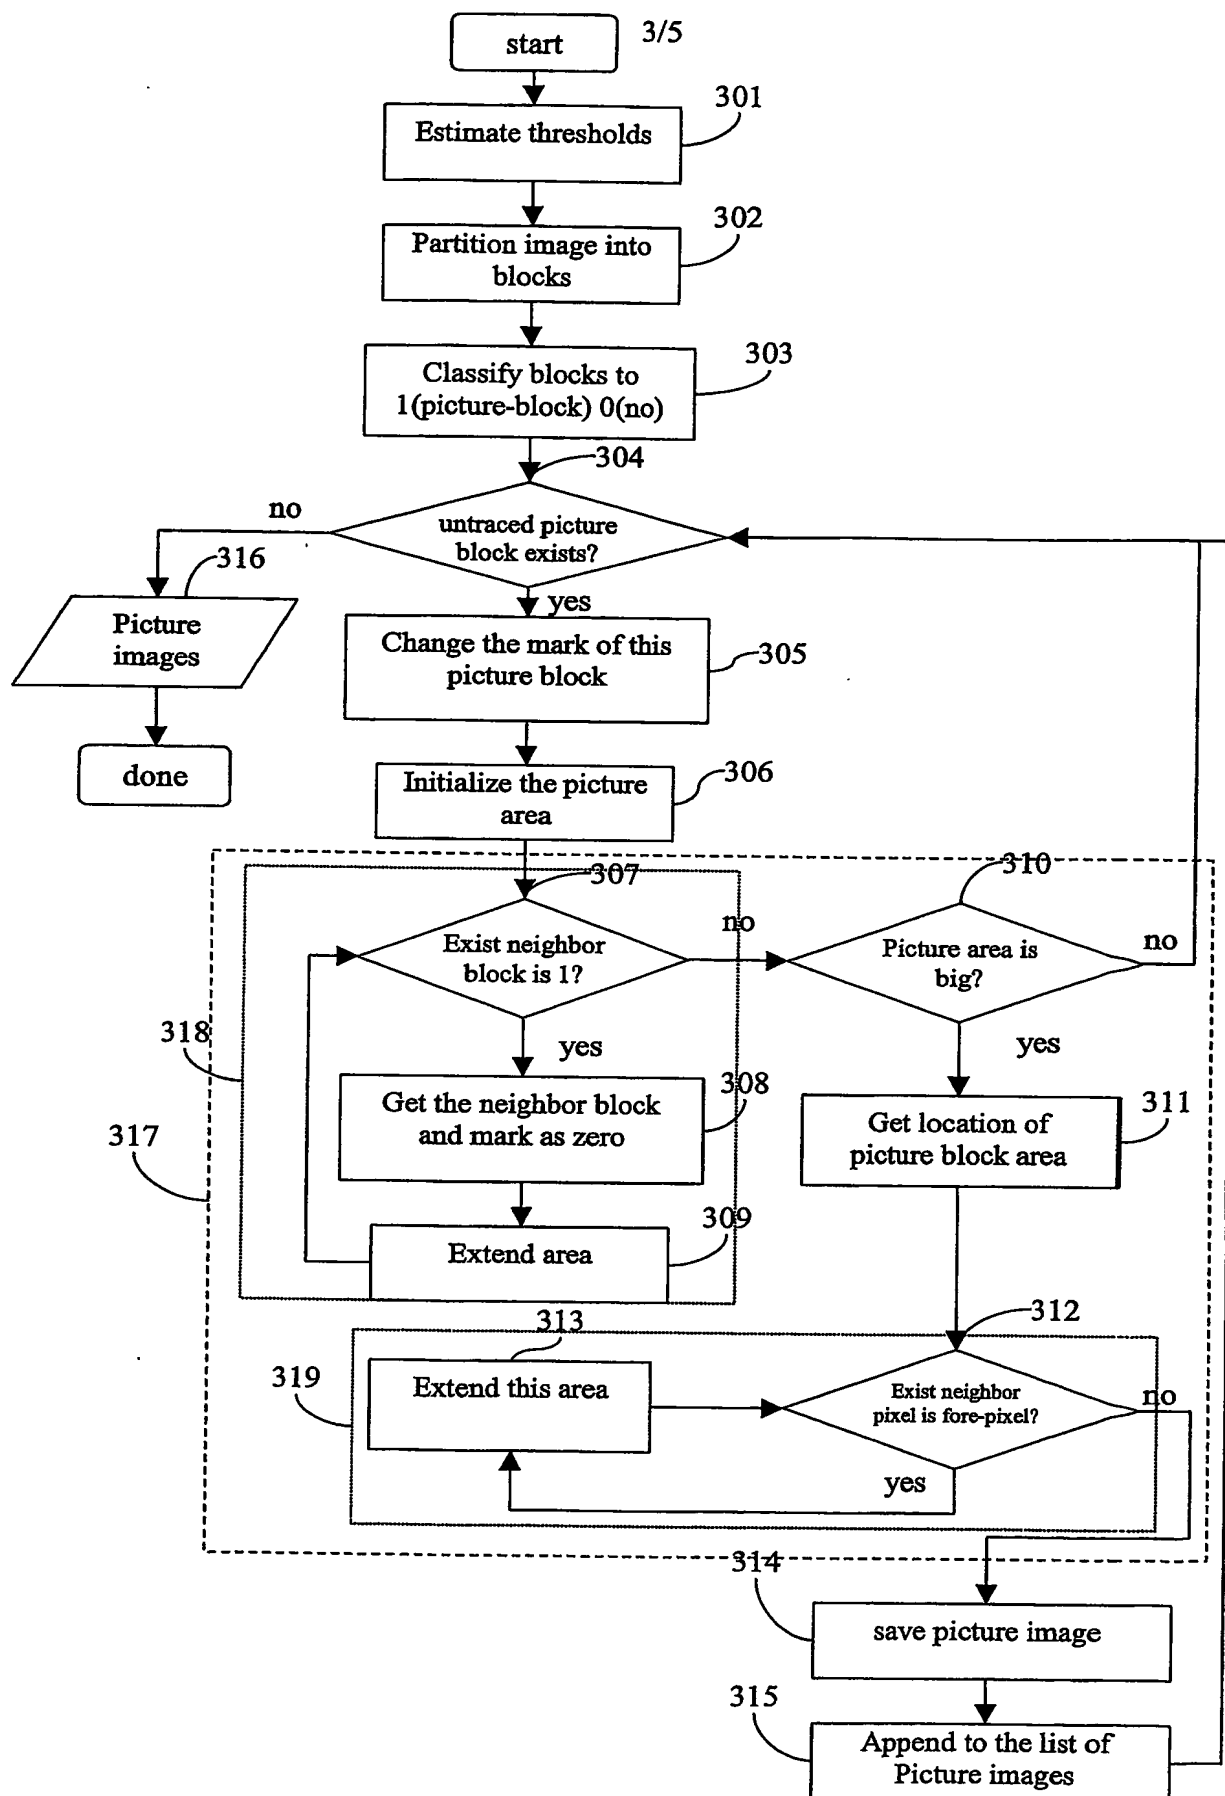 start
3/5
301
Estimate thresholds
302
Partition image into
blocks
303
Classify blocks to
1(picture-block) 0(no)
304
no
untraced picture
block exists?
316
yes
Picture
images
Change the mark of this
picture block
305
done
Initialize the picture
area
306
307
310
no
Exist neighbor
block is 1?
Picture area is
big?
no
318
yes
yes
308
Get the neighbor block
and mark as zero
311
Get location of
picture block area
317
309
Extend area
313
312
319
Extend this area
Exist neighbor
pixel is fore-pixel?
no
yes
314
save picture image
315
Append to the list of
Picture images